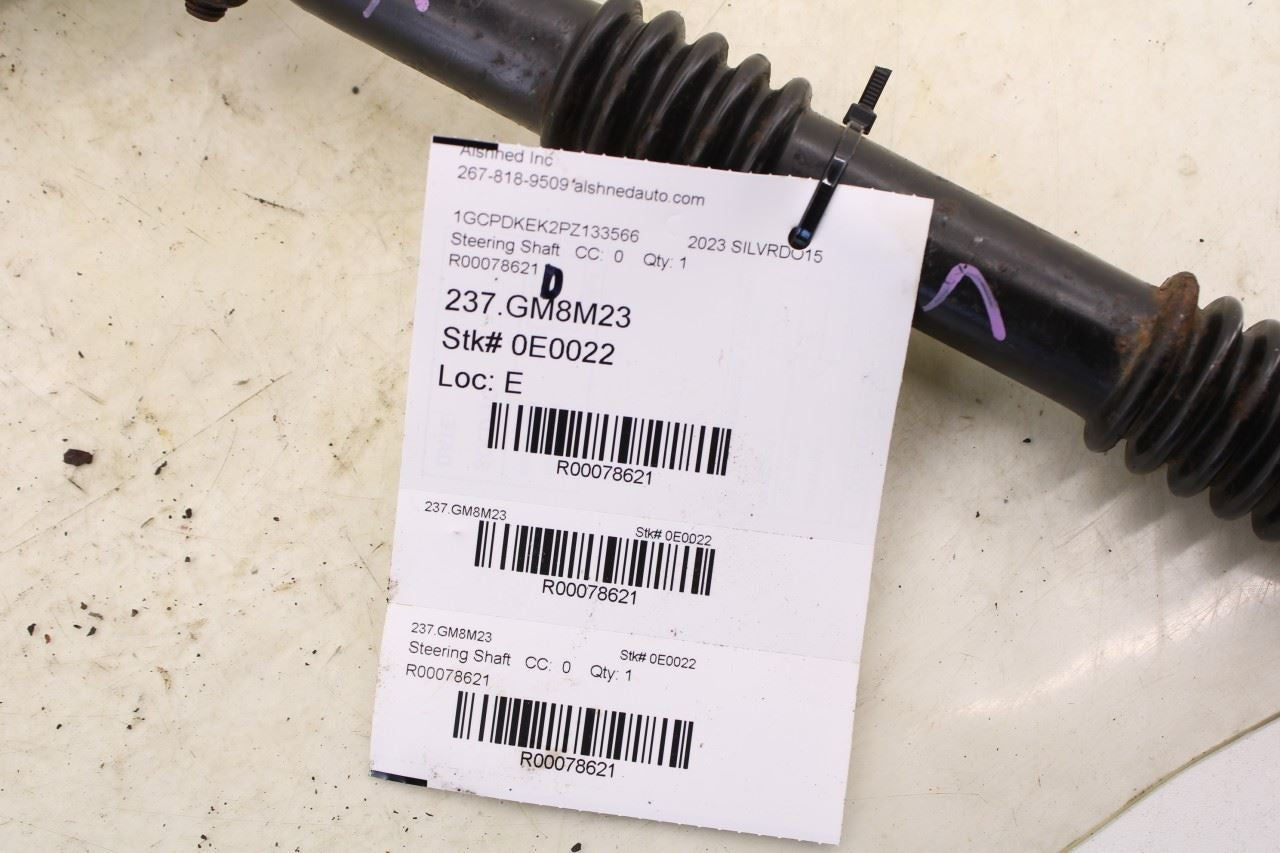 Alshned Inc
267-818-9509 alshnedauto.com
1GCPDKEK2PZ133566 2023 SILVRDO15
Steering Shaft CC: 0 Qty: 1
R00078621 D
237.GM8M23
Stk# 0E0022
Loc: E
R00078621
237.GM8M23 Stk# 0E0022
R00078621
237.GM8M23 Stk# 0E0022
Steering Shaft CC: 0 Qty: 1
R00078621
R00078621